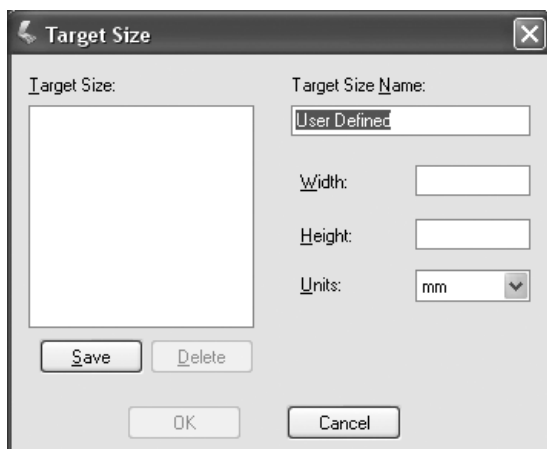 Target Size
Target Size:
Target Size Name:
User Defined
Width:
Height:
Units:
mm
Save
Delete
OK
Cancel